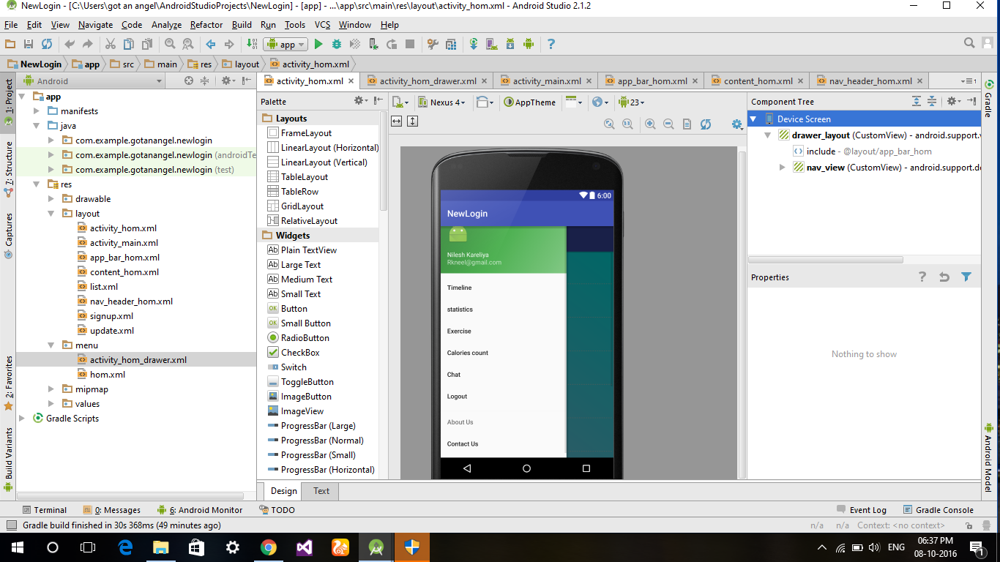 NewLogin - [C:\Users\got an angel\AndroidStudioProjects\NewLogin] - [app] - ...\app\src\main\res\layout\activity_hom.xml - Android Studio 2.1.2
File Edit View Navigate Code Analyze Refactor Build Run Tools VCS Window Help
app
NewLogin app src main res layout activity_hom.xml
1: Project
7: Structure
Captures
2: Favorites
Build Variants
Android
app
manifests
java
com.example.gotanangel.newlogin
com.example.gotanangel.newlogin (androidTe
com.example.gotanangel.newlogin (test)
res
drawable
layout
activity_hom.xml
activity_main.xml
app_bar_hom.xml
content_hom.xml
list.xml
nav_header_hom.xml
signup.xml
update.xml
menu
activity_hom_drawer.xml
hom.xml
mipmap
values
Gradle Scripts
activity_hom.xml activity_hom_drawer.xml activity_main.xml app_bar_hom.xml content_hom.xml nav_header_hom.xml
Palette
Layouts
FrameLayout
LinearLayout (Horizontal)
LinearLayout (Vertical)
TableLayout
TableRow
GridLayout
RelativeLayout
Widgets
Ab Plain TextView
Ab Large Text
Ab Medium Text
Ab Small Text
OK Button
OK Small Button
RadioButton
CheckBox
Switch
ToggleButton
ImageButton
ImageView
ProgressBar (Large)
ProgressBar (Normal)
ProgressBar (Small)
ProgressBar (Horizontal)
Nexus 4 AppTheme 23
6:00
NewLogin
Nilesh Kareliya
Rkneel@gmail.com
Timeline
statistics
Exercise
Calories count
Chat
Logout
About Us
Contact Us
Design Text
Component Tree
Device Screen
drawer_layout (CustomView) - android.support.v
include - @layout/app_bar_hom
nav_view (CustomView) - android.support.de
Properties
Nothing to show
Gradle
Android Model
Terminal 0: Messages 6: Android Monitor TODO Event Log Gradle Console
Gradle build finished in 30s 368ms (49 minutes ago) n/a n/a Context: <no context>
ENG 06:37 PM
08-10-2016
1